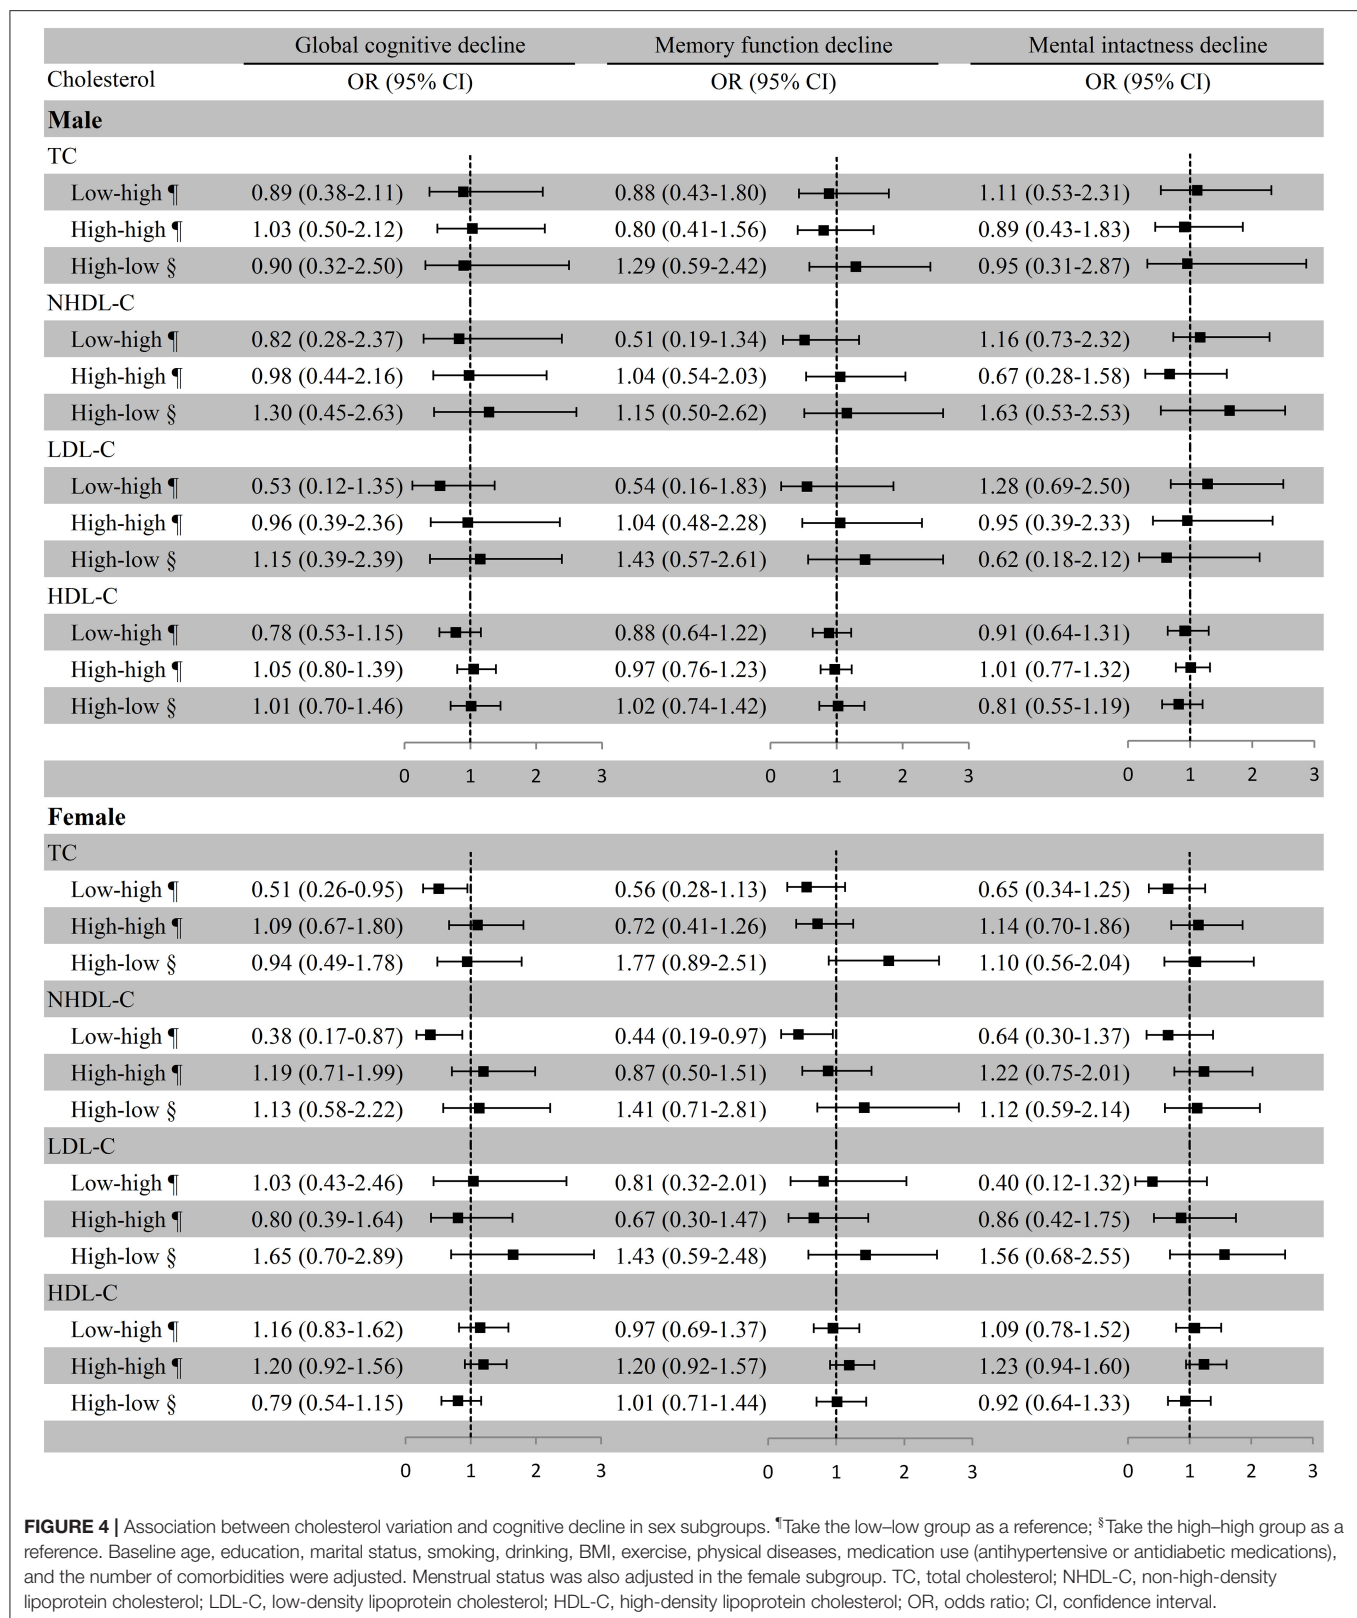 Global cognitive decline Memory function decline Mental intactness decline
Cholesterol OR (95% CI) OR (95% CI) OR (95% CI)
Male
TC
Low-high ¶ 0.89 (0.38-2.11) 0.88 (0.43-1.80) 1.11 (0.53-2.31)
High-high ¶ 1.03 (0.50-2.12) 0.80 (0.41-1.56) 0.89 (0.43-1.83)
High-low § 0.90 (0.32-2.50) 1.29 (0.59-2.42) 0.95 (0.31-2.87)
NHDL-C
Low-high ¶ 0.82 (0.28-2.37) 0.51 (0.19-1.34) 1.16 (0.73-2.32)
High-high ¶ 0.98 (0.44-2.16) 1.04 (0.54-2.03) 0.67 (0.28-1.58)
High-low § 1.30 (0.45-2.63) 1.15 (0.50-2.62) 1.63 (0.53-2.53)
LDL-C
Low-high ¶ 0.53 (0.12-1.35) 0.54 (0.16-1.83) 1.28 (0.69-2.50)
High-high ¶ 0.96 (0.39-2.36) 1.04 (0.48-2.28) 0.95 (0.39-2.33)
High-low § 1.15 (0.39-2.39) 1.43 (0.57-2.61) 0.62 (0.18-2.12)
HDL-C
Low-high ¶ 0.78 (0.53-1.15) 0.88 (0.64-1.22) 0.91 (0.64-1.31)
High-high ¶ 1.05 (0.80-1.39) 0.97 (0.76-1.23) 1.01 (0.77-1.32)
High-low § 1.01 (0.70-1.46) 1.02 (0.74-1.42) 0.81 (0.55-1.19)
0 1 2 3 0 1 2 3 0 1 2 3
Female
TC
Low-high ¶ 0.51 (0.26-0.95) 0.56 (0.28-1.13) 0.65 (0.34-1.25)
High-high ¶ 1.09 (0.67-1.80) 0.72 (0.41-1.26) 1.14 (0.70-1.86)
High-low § 0.94 (0.49-1.78) 1.77 (0.89-2.51) 1.10 (0.56-2.04)
NHDL-C
Low-high ¶ 0.38 (0.17-0.87) 0.44 (0.19-0.97) 0.64 (0.30-1.37)
High-high ¶ 1.19 (0.71-1.99) 0.87 (0.50-1.51) 1.22 (0.75-2.01)
High-low § 1.13 (0.58-2.22) 1.41 (0.71-2.81) 1.12 (0.59-2.14)
LDL-C
Low-high ¶ 1.03 (0.43-2.46) 0.81 (0.32-2.01) 0.40 (0.12-1.32)
High-high ¶ 0.80 (0.39-1.64) 0.67 (0.30-1.47) 0.86 (0.42-1.75)
High-low § 1.65 (0.70-2.89) 1.43 (0.59-2.48) 1.56 (0.68-2.55)
HDL-C
Low-high ¶ 1.16 (0.83-1.62) 0.97 (0.69-1.37) 1.09 (0.78-1.52)
High-high ¶ 1.20 (0.92-1.56) 1.20 (0.92-1.57) 1.23 (0.94-1.60)
High-low § 0.79 (0.54-1.15) 1.01 (0.71-1.44) 0.92 (0.64-1.33)
0 1 2 3 0 1 2 3 0 1 2 3
FIGURE 4 | Association between cholesterol variation and cognitive decline in sex subgroups. ¶Take the low–low group as a reference; §Take the high–high group as a
reference. Baseline age, education, marital status, smoking, drinking, BMI, exercise, physical diseases, medication use (antihypertensive or antidiabetic medications),
and the number of comorbidities were adjusted. Menstrual status was also adjusted in the female subgroup. TC, total cholesterol; NHDL-C, non-high-density
lipoprotein cholesterol; LDL-C, low-density lipoprotein cholesterol; HDL-C, high-density lipoprotein cholesterol; OR, odds ratio; CI, confidence interval.